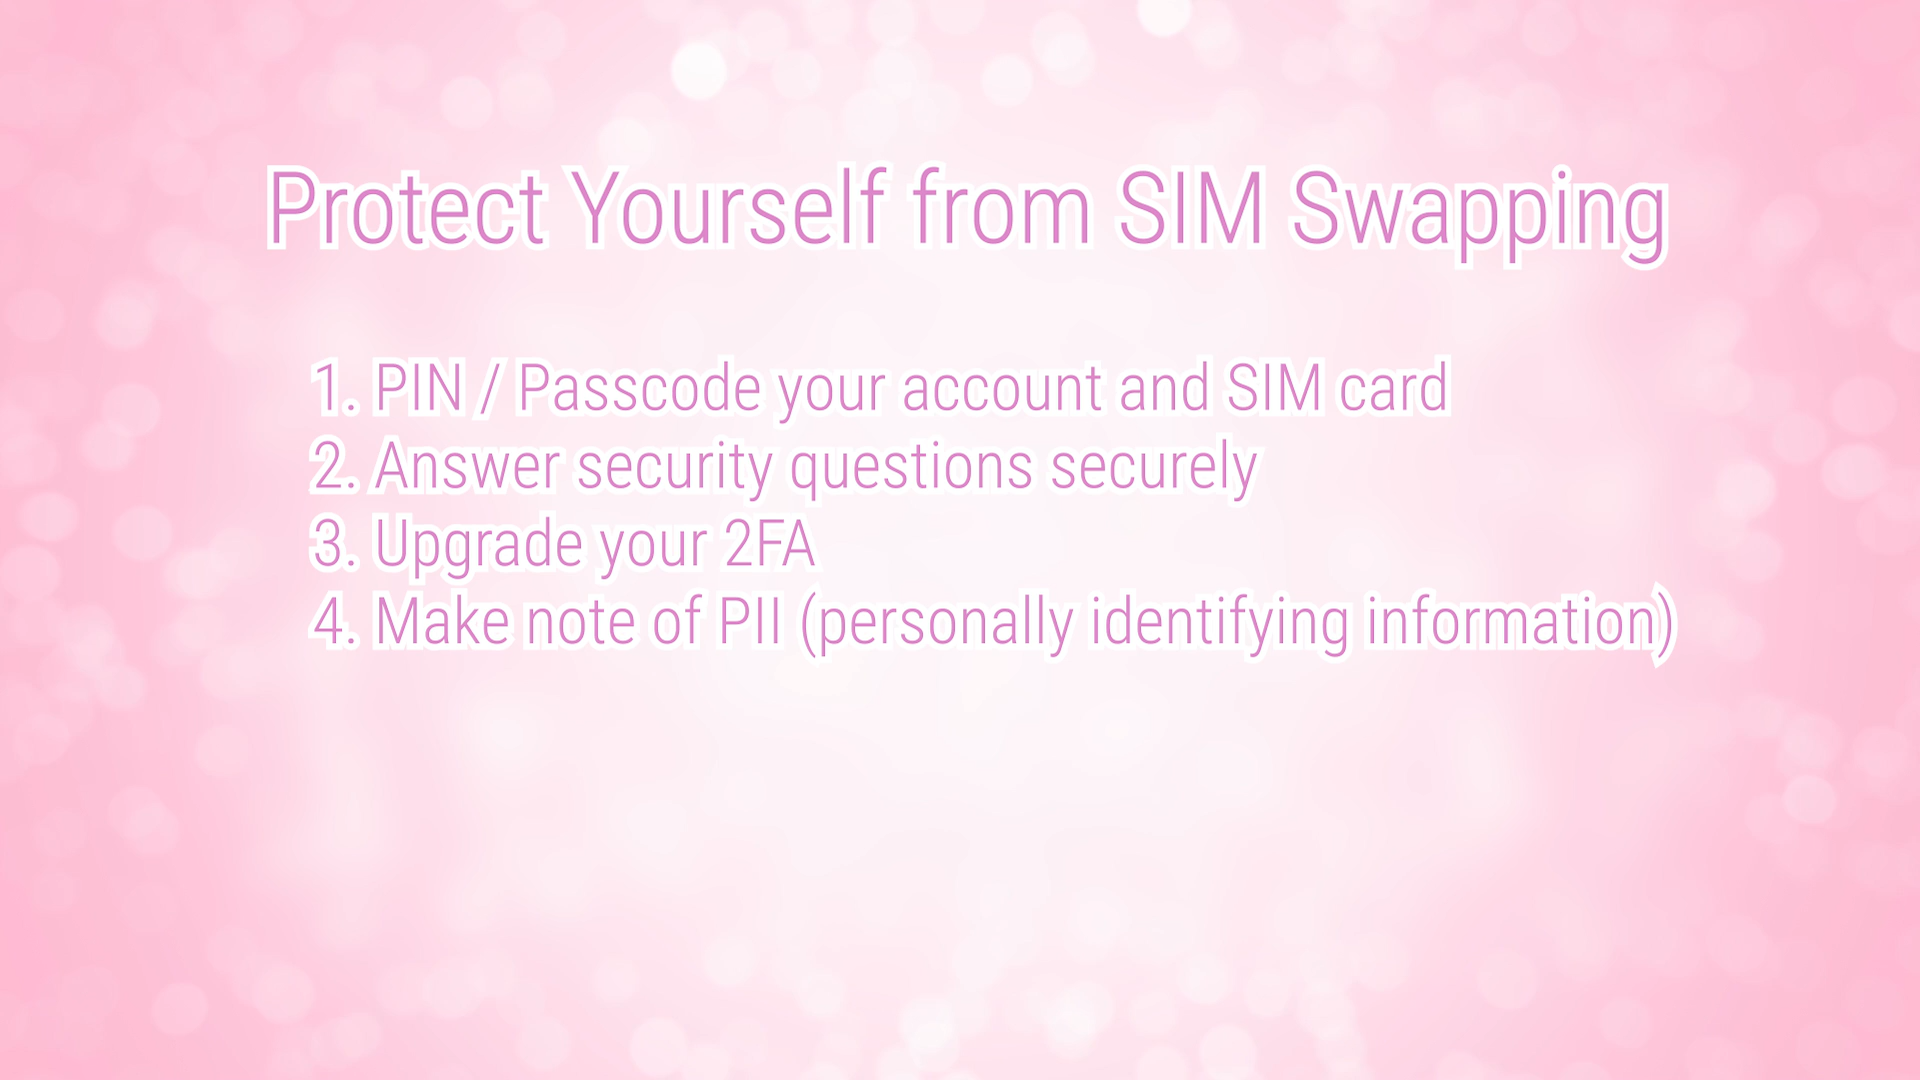 Protect Yourself from SIM Swapping
1. PIN / Passcode your account and SIM card
2. Answer security questions securely
3. Upgrade your 2FA
4. Make note of PII (personally identifying information)